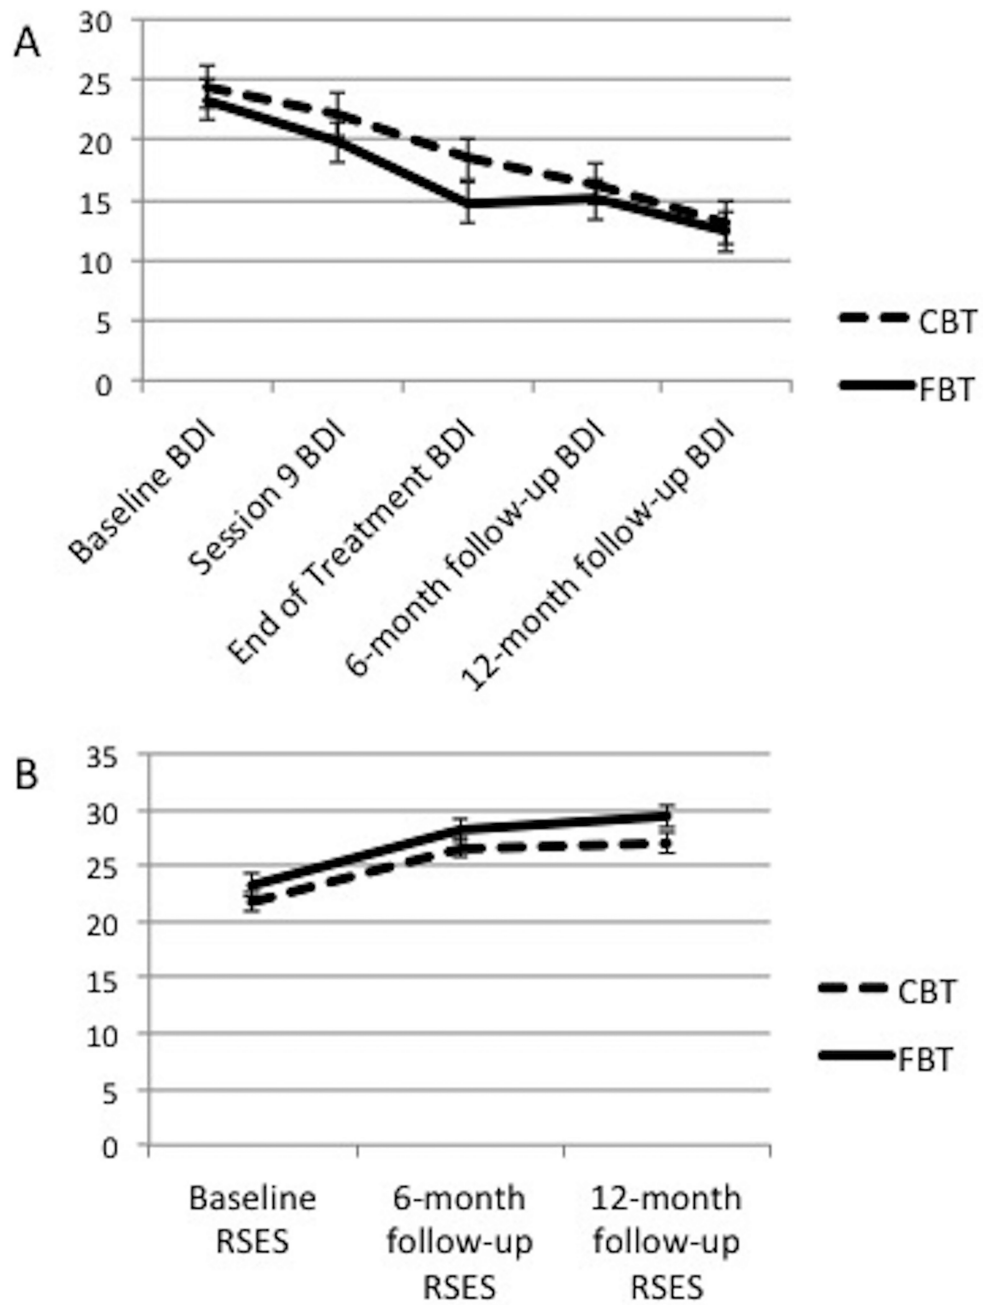 A
30
25
20
15
10
5
0
Baseline BDI
Session 9 BDI
End of Treatment BDI
6-month follow-up BDI
12-month follow-up BDI
CBT
FBT
B
35
30
25
20
15
10
5
0
Baseline
RSES
6-month
follow-up
RSES
12-month
follow-up
RSES
CBT
FBT